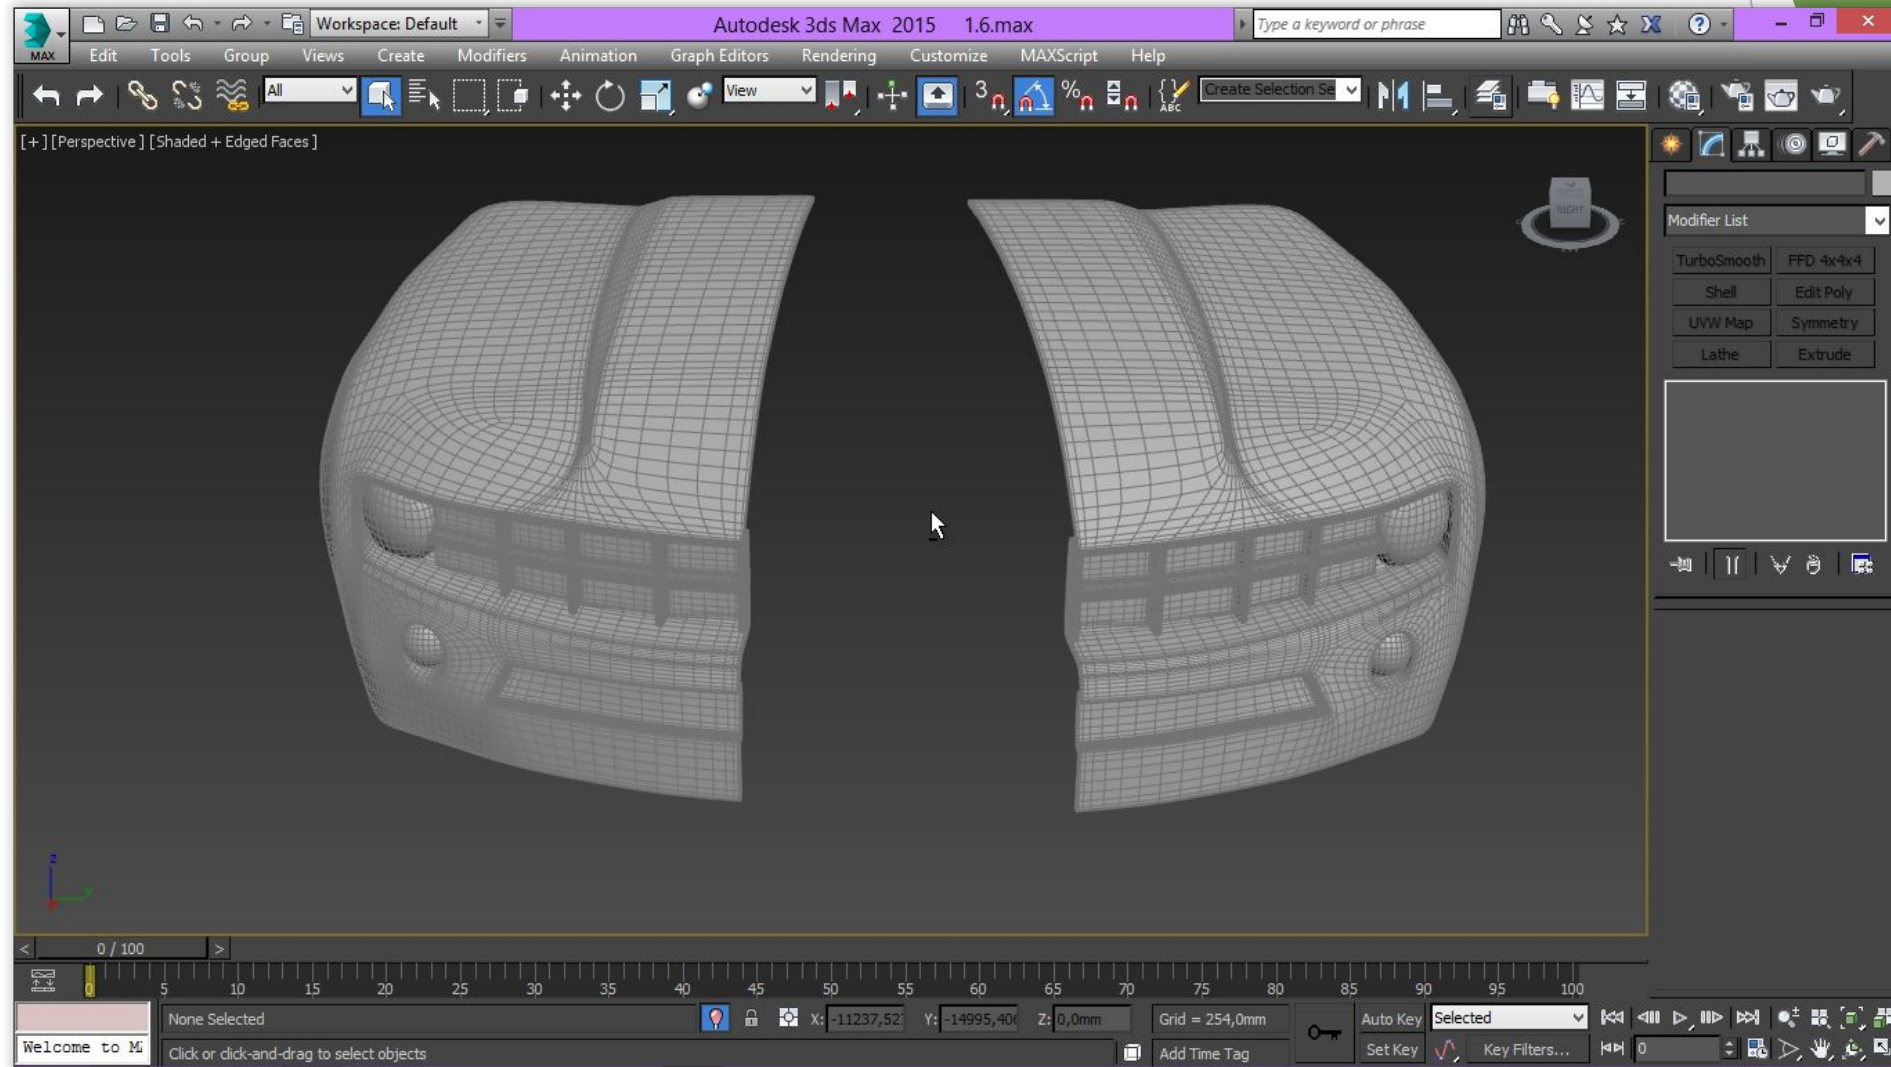 Workspace: Default
Autodesk 3ds Max 2015 1.6.max
Type a keyword or phrase
MAX
Edit Tools Group Views Create Modifiers Animation Graph Editors Rendering Customize MAXScript Help
All
View
3
%
ABC
Create Selection Se
[+] [Perspective] [Shaded + Edged Faces]
RIGHT
Modifier List
TurboSmooth FFD 4x4x4
Shell Edit Poly
UVW Map Symmetry
Lathe Extrude
z
y
< 0 / 100 >
0 5 10 15 20 25 30 35 40 45 50 55 60 65 70 75 80 85 90 95 100
None Selected
X: -11237,52 Y: -14995,40 Z: 0,0mm
Grid = 254,0mm
Auto Key Selected
Welcome to M
Click or click-and-drag to select objects
Add Time Tag
Set Key Key Filters... 0